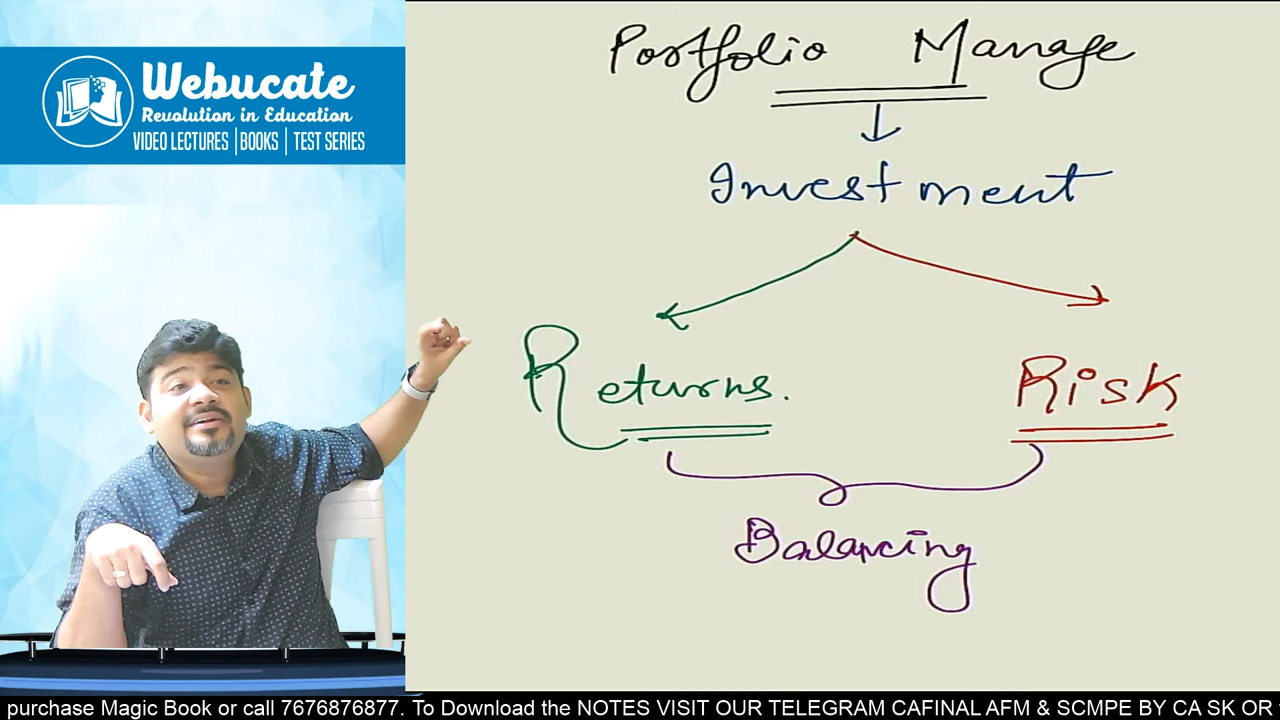 Webucate
Revolution in Education
VIDEO LECTURES | BOOKS | TEST SERIES
Portfolio Manage
Investment
Returns. Risk
Balancing
purchase Magic Book or call 7676876877. To Download the NOTES VISIT OUR TELEGRAM CAFINAL AFM & SCMPE BY CA SK OR